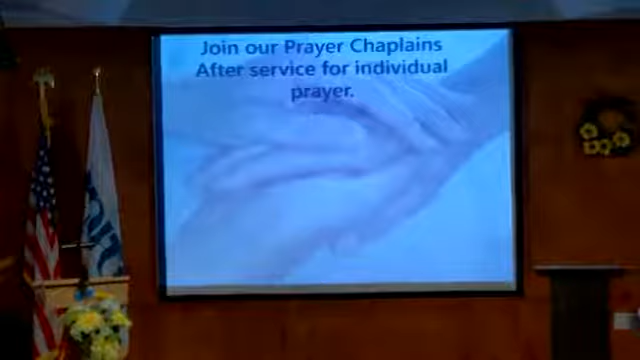 Join our Prayer Chaplains
After service for individual
prayer.